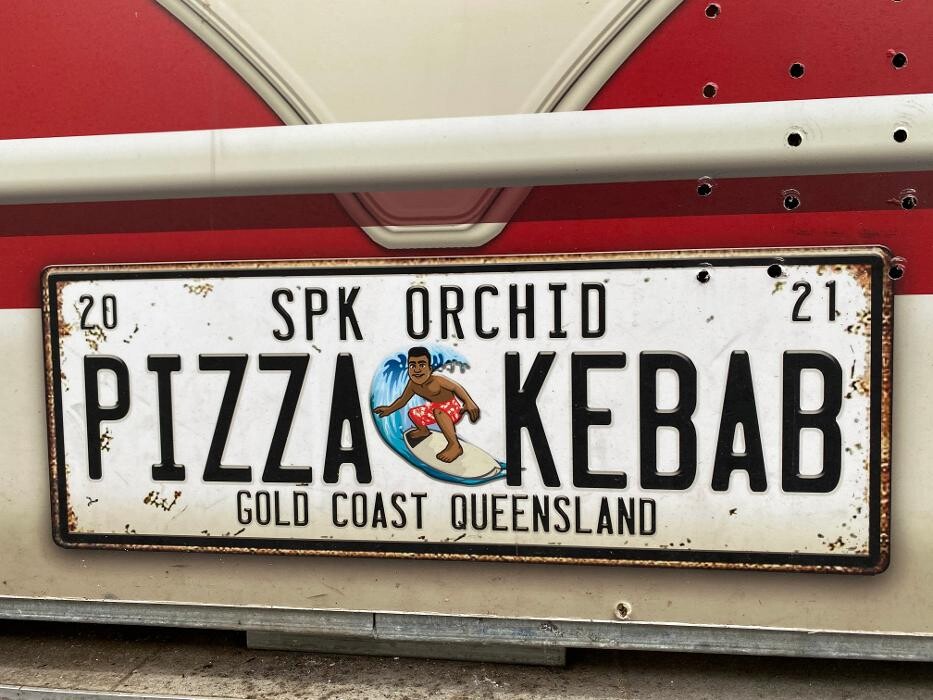 20 SPK ORCHID 21
PIZZA KEBAB
GOLD COAST QUEENSLAND